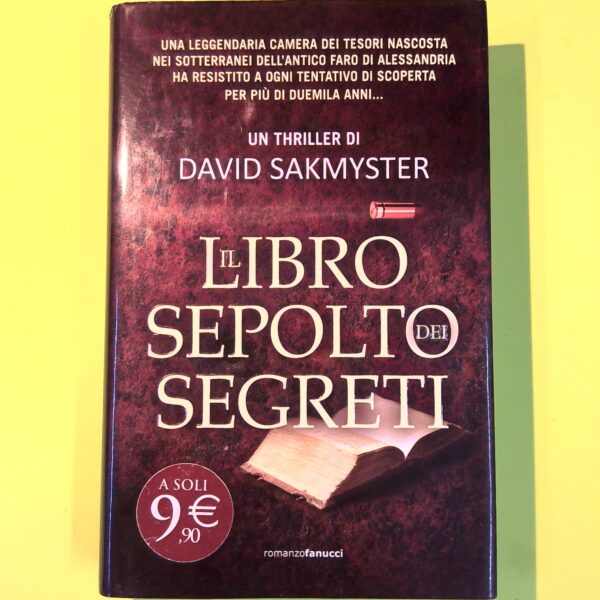 UNA LEGGENDARIA CAMERA DEI TESORI NASCOSTA
NEI SOTTERRANEI DELL'ANTICO FARO DI ALESSANDRIA
HA RESISTITO A OGNI TENTATIVO DI SCOPERTA
PER PIÙ DI DUEMILA ANNI...
UN THRILLER DI
DAVID SAKMYSTER
IL LIBRO
SEPOLTO DEI
SEGRETI
A SOLI
9,90 €
romanzofanucci